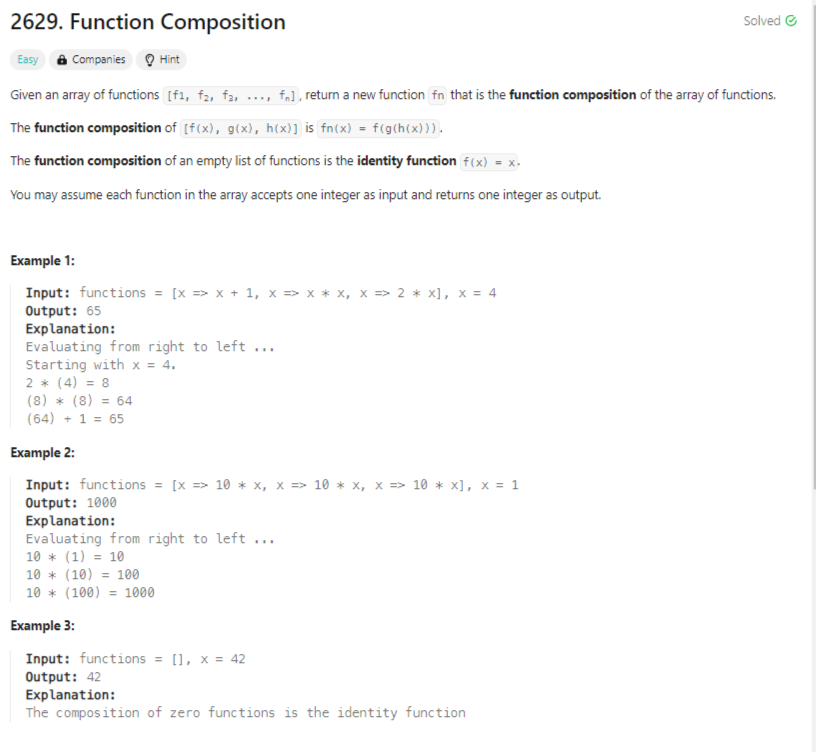 2629. Function Composition
Solved
Easy Companies Hint
Given an array of functions [f1, f2, f3, ..., fn], return a new function fn that is the function composition of the array of functions.
The function composition of [f(x), g(x), h(x)] is fn(x) = f(g(h(x))).
The function composition of an empty list of functions is the identity function f(x) = x.
You may assume each function in the array accepts one integer as input and returns one integer as output.
Example 1:
Input: functions = [x => x + 1, x => x * x, x => 2 * x], x = 4
Output: 65
Explanation:
Evaluating from right to left ...
Starting with x = 4.
2 * (4) = 8
(8) * (8) = 64
(64) + 1 = 65
Example 2:
Input: functions = [x => 10 * x, x => 10 * x, x => 10 * x], x = 1
Output: 1000
Explanation:
Evaluating from right to left ...
10 * (1) = 10
10 * (10) = 100
10 * (100) = 1000
Example 3:
Input: functions = [], x = 42
Output: 42
Explanation:
The composition of zero functions is the identity function